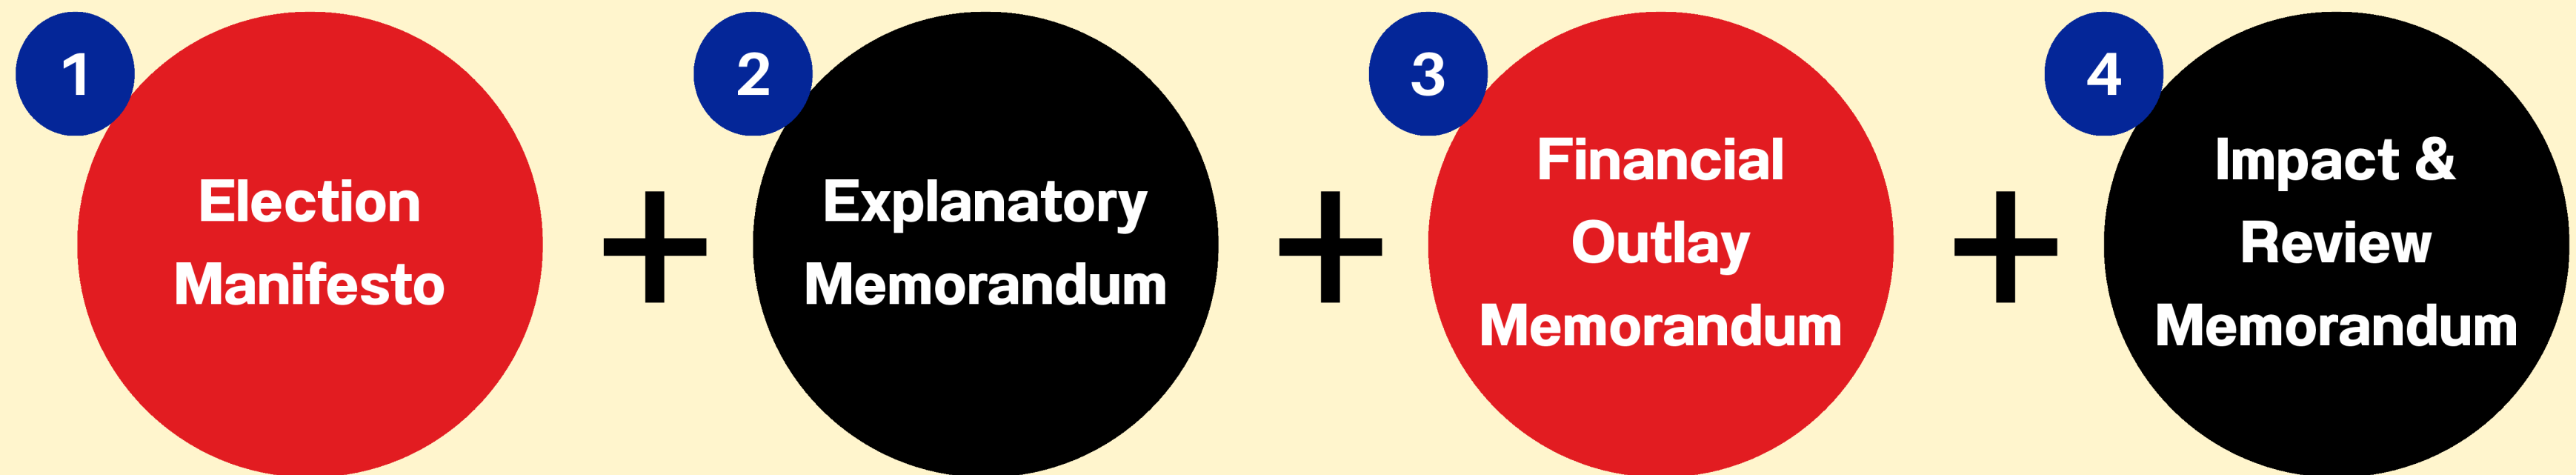 1
Election
Manifesto
+
2
Explanatory
Memorandum
+
3
Financial
Outlay
Memorandum
+
4
Impact &
Review
Memorandum